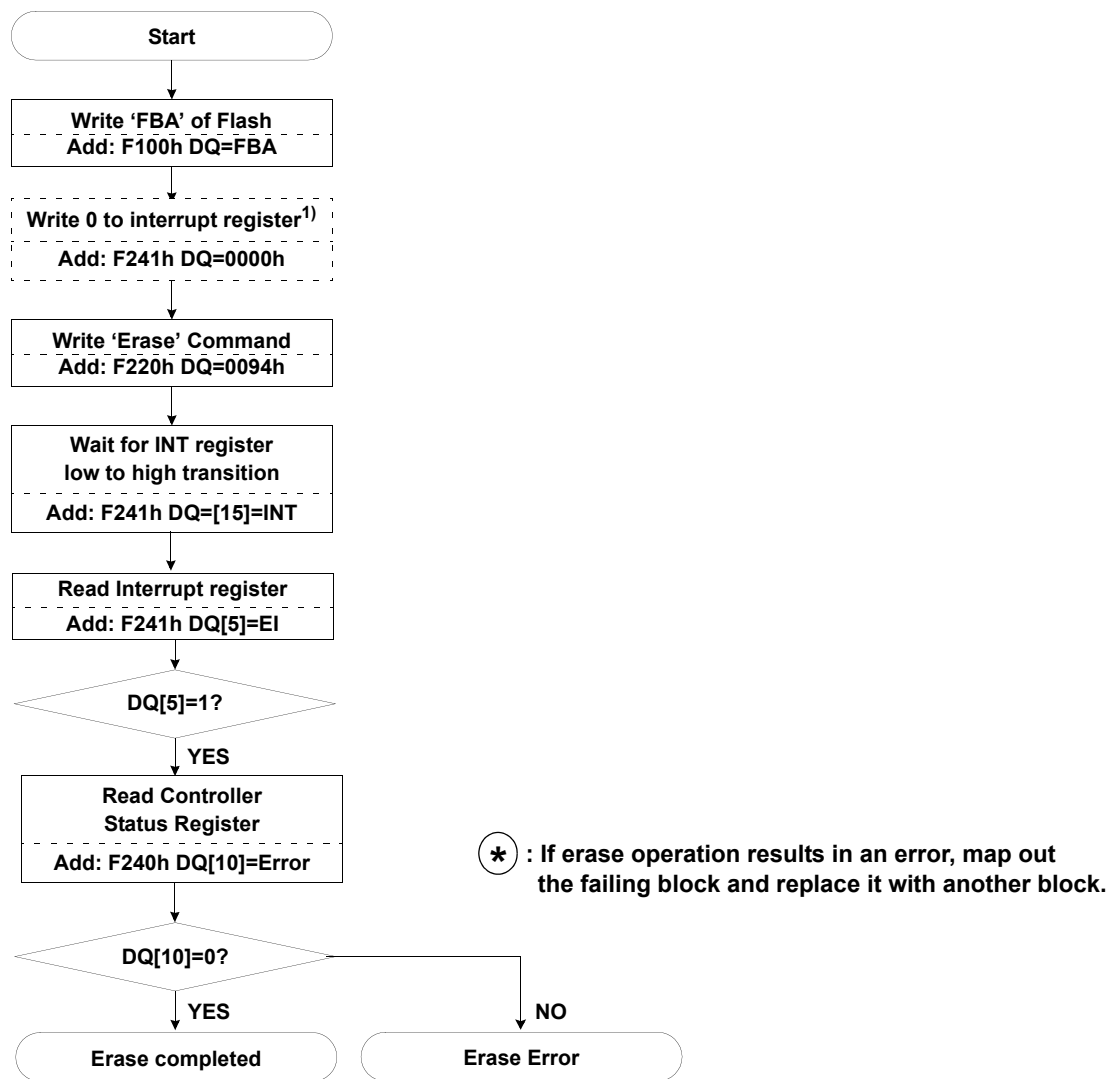 Start
Write ‘FBA’ of Flash
Add: F100h DQ=FBA
Write 0 to interrupt register1)
Add: F241h DQ=0000h
Write ‘Erase’ Command
Add: F220h DQ=0094h
Wait for INT register
low to high transition
Add: F241h DQ=[15]=INT
Read Interrupt register
Add: F241h DQ[5]=EI
DQ[5]=1?
YES
Read Controller
Status Register
Add: F240h DQ[10]=Error
* : If erase operation results in an error, map out
the failing block and replace it with another block.
DQ[10]=0?
YES
NO
Erase completed
Erase Error